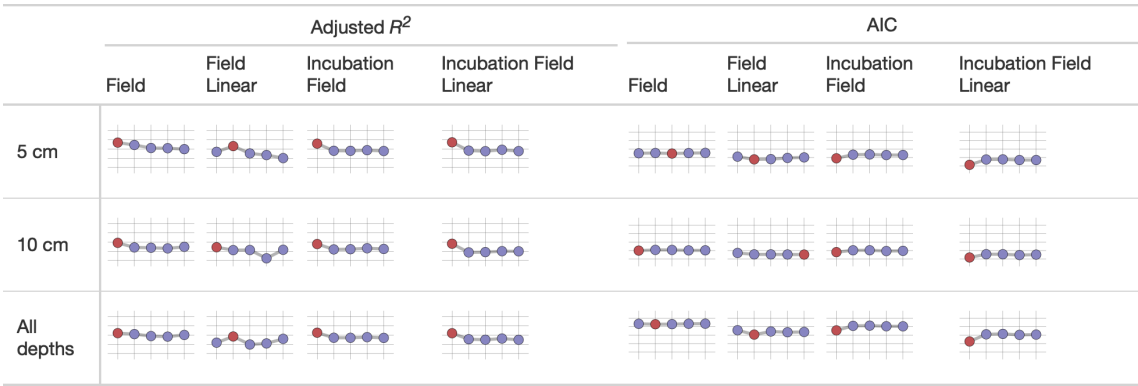 Adjusted R² AIC
Field Field Linear Incubation Field Incubation Field Linear Field Field Linear Incubation Field Incubation Field Linear
5 cm
10 cm
All
depths